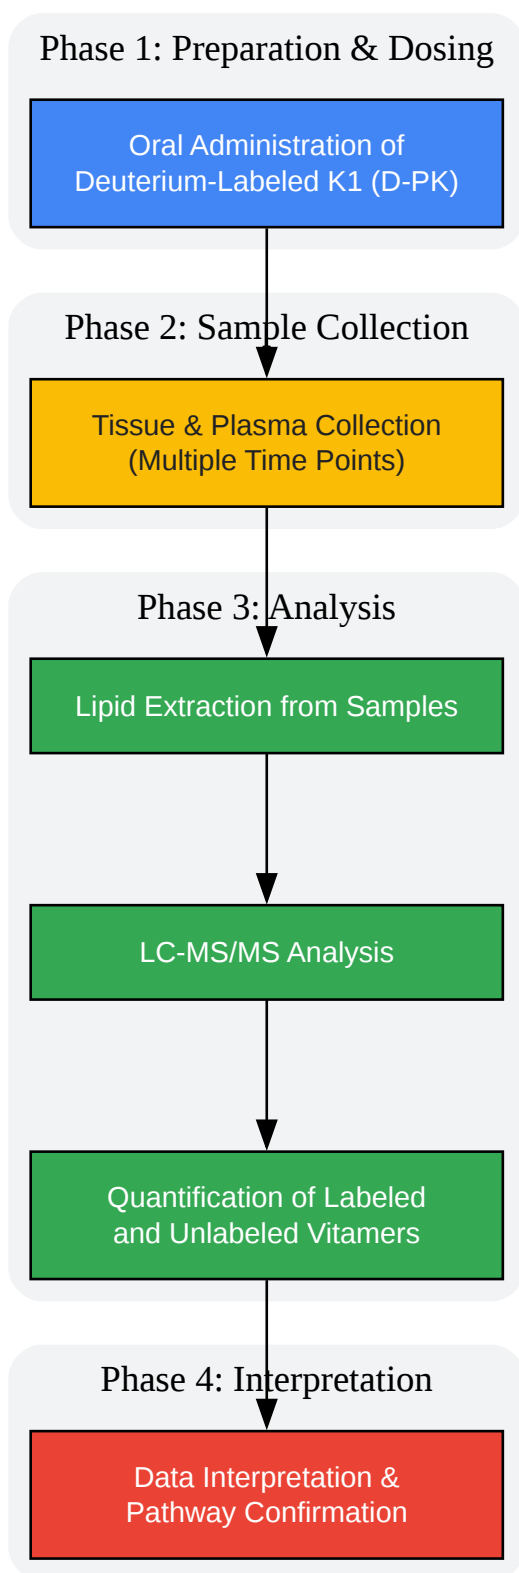 Phase 1: Preparation & Dosing
Oral Administration of
Deuterium-Labeled K1 (D-PK)
Phase 2: Sample Collection
Tissue & Plasma Collection
(Multiple Time Points)
Phase 3: Analysis
Lipid Extraction from Samples
LC-MS/MS Analysis
Quantification of Labeled
and Unlabeled Vitamers
Phase 4: Interpretation
Data Interpretation &
Pathway Confirmation